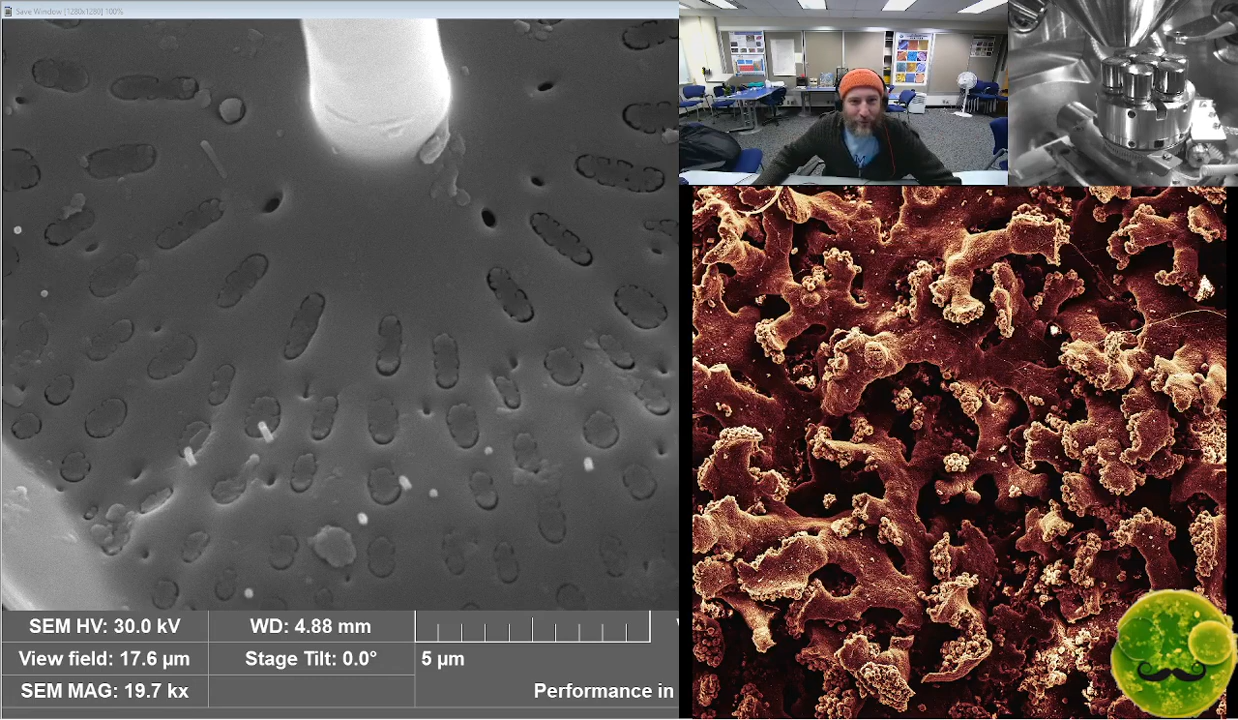 Save Window [1280x1280] 100%
SEM HV: 30.0 kV
WD: 4.88 mm
View field: 17.6 µm
Stage Tilt: 0.0°
5 µm
SEM MAG: 19.7 kx
Performance in